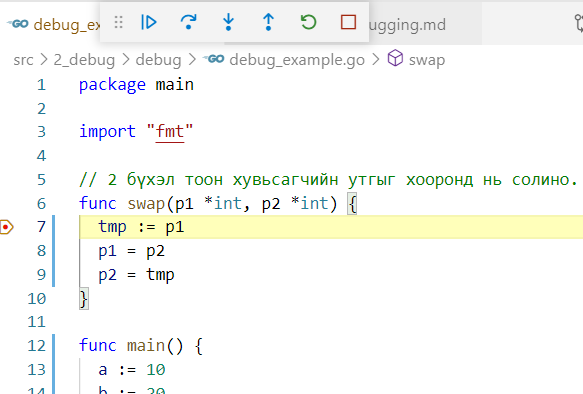 debug_ex
ugging.md
src > 2_debug > debug > debug_example.go > swap
1 package main
2
3 import "fmt"
4
5 // 2 бүхэл тоон хувьсагчийн утгыг хооронд нь солино.
6 func swap(p1 *int, p2 *int) {
7 tmp := p1
8 p1 = p2
9 p2 = tmp
10 }
11
12 func main() {
13 a := 10
14 b := 20